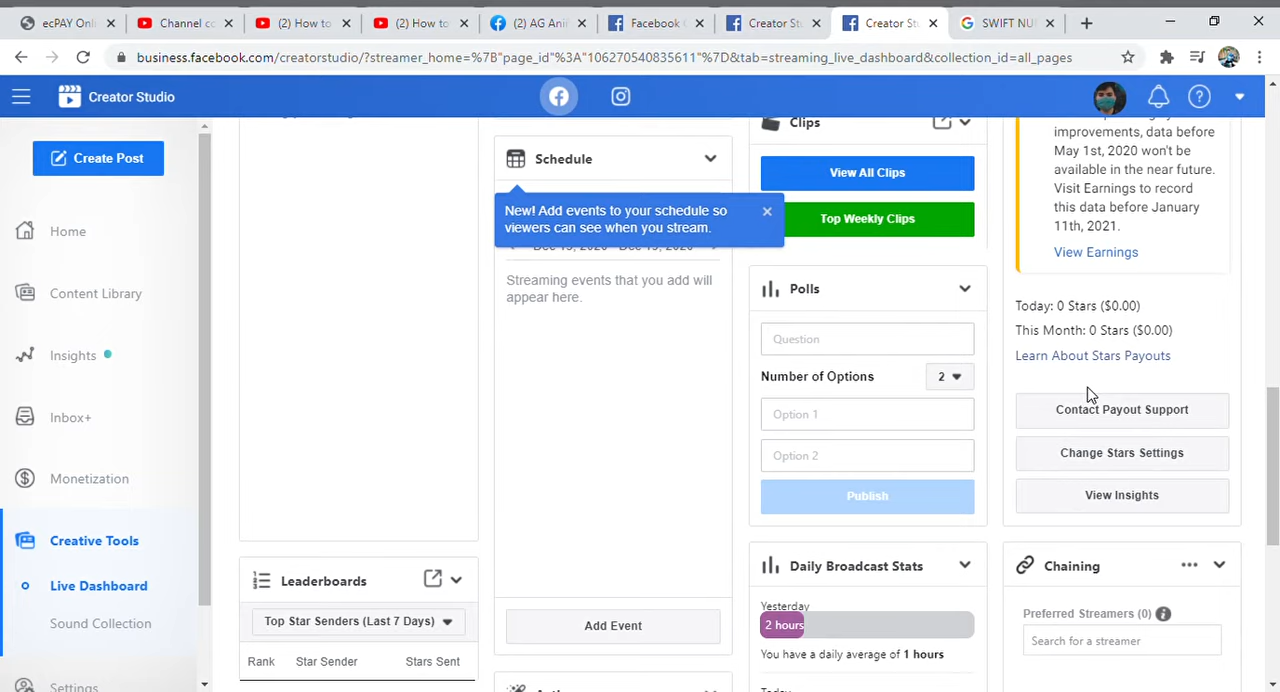 ecPAY Onl
Channel c
(2) How to
(2) How to
(2) AG Ani
Facebook
Creator Stu
Creator Stu
SWIFT NU
business.facebook.com/creatorstudio/?streamer_home=%7B"page_id"%3A"106270540835611"%7D&tab=streaming_live_dashboard&collection_id=all_pages
Creator Studio
Create Post
Home
Content Library
Insights
Inbox+
Monetization
Creative Tools
Live Dashboard
Sound Collection
Settings
Leaderboards
Top Star Senders (Last 7 Days)
Rank Star Sender Stars Sent
Schedule
New! Add events to your schedule so
viewers can see when you stream.
Streaming events that you add will
appear here.
Add Event
Clips
View All Clips
Top Weekly Clips
Polls
Question
Number of Options 2
Option 1
Option 2
Publish
Daily Broadcast Stats
Yesterday
2 hours
You have a daily average of 1 hours
improvements, data before
May 1st, 2020 won't be
available in the near future.
Visit Earnings to record
this data before January
11th, 2021.
View Earnings
Today: 0 Stars ($0.00)
This Month: 0 Stars ($0.00)
Learn About Stars Payouts
Contact Payout Support
Change Stars Settings
View Insights
Chaining
Preferred Streamers (0)
Search for a streamer